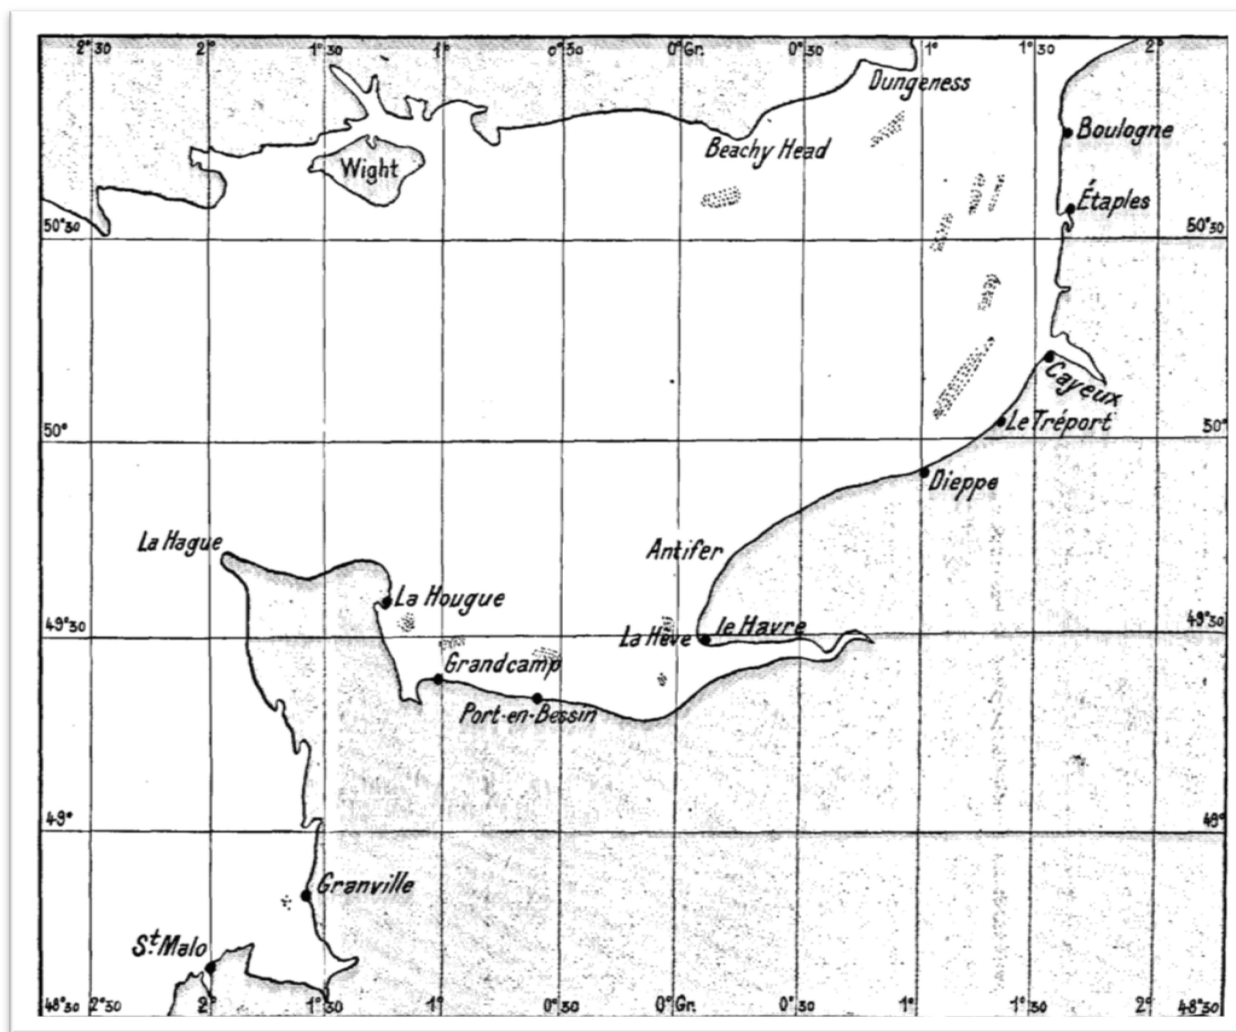 2°30 2° 1°30 1° 0°30 0°Gr. 0°30 1° 1°30 2°
Dungeness
Boulogne
Beachy Head
Wight
Étaples
50°30 50°30
Cayeux
Le Tréport
50° 50°
Dieppe
La Hague
Antifer
La Hougue
49°30 49°30
La Hève le Havre
Grandcamp
Port-en-Bessin
49° 49°
Granville
St Malo
48°30 2°30 2° 1°30 1° 0°30 0°Gr. 0°30 1° 1°30 2° 48°30